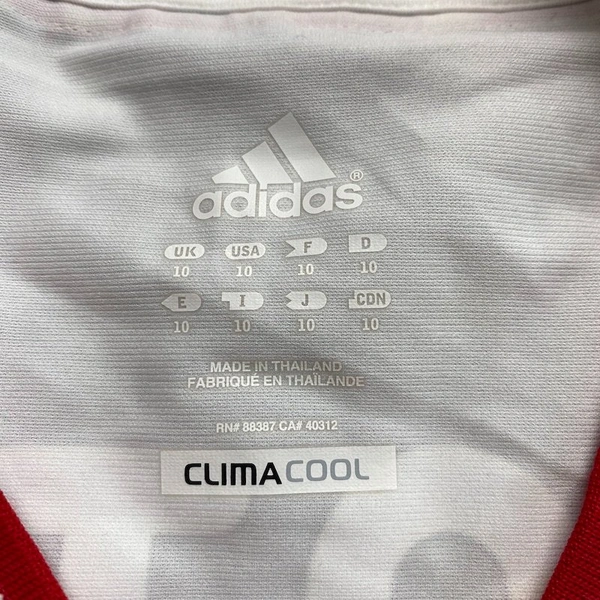 adidas®
UK USA F D
10 10 10 10
E I J CDN
10 10 10 10
MADE IN THAILAND
FABRIQUÉ EN THAÏLANDE
RN# 88387 CA# 40312
CLIMACOOL